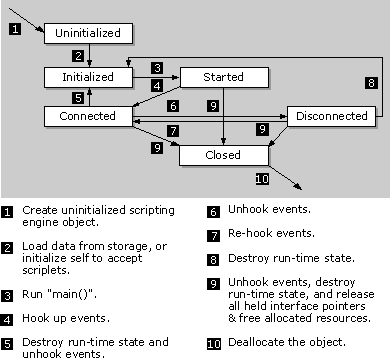 1
Uninitialized
2
Initialized
3
Started
4
5
6
9
8
Connected
Disconnected
7
9
9
Closed
10
1 Create uninitialized scripting
engine object.
2 Load data from storage, or
initialize self to accept
scriplets.
3 Run "main()".
4 Hook up events.
5 Destroy run-time state and
unhook events.
6 Unhook events.
7 Re-hook events.
8 Destroy run-time state.
9 Unhook events, destroy
run-time state, and release
all held interface pointers
& free allocated resources.
10 Deallocate the object.